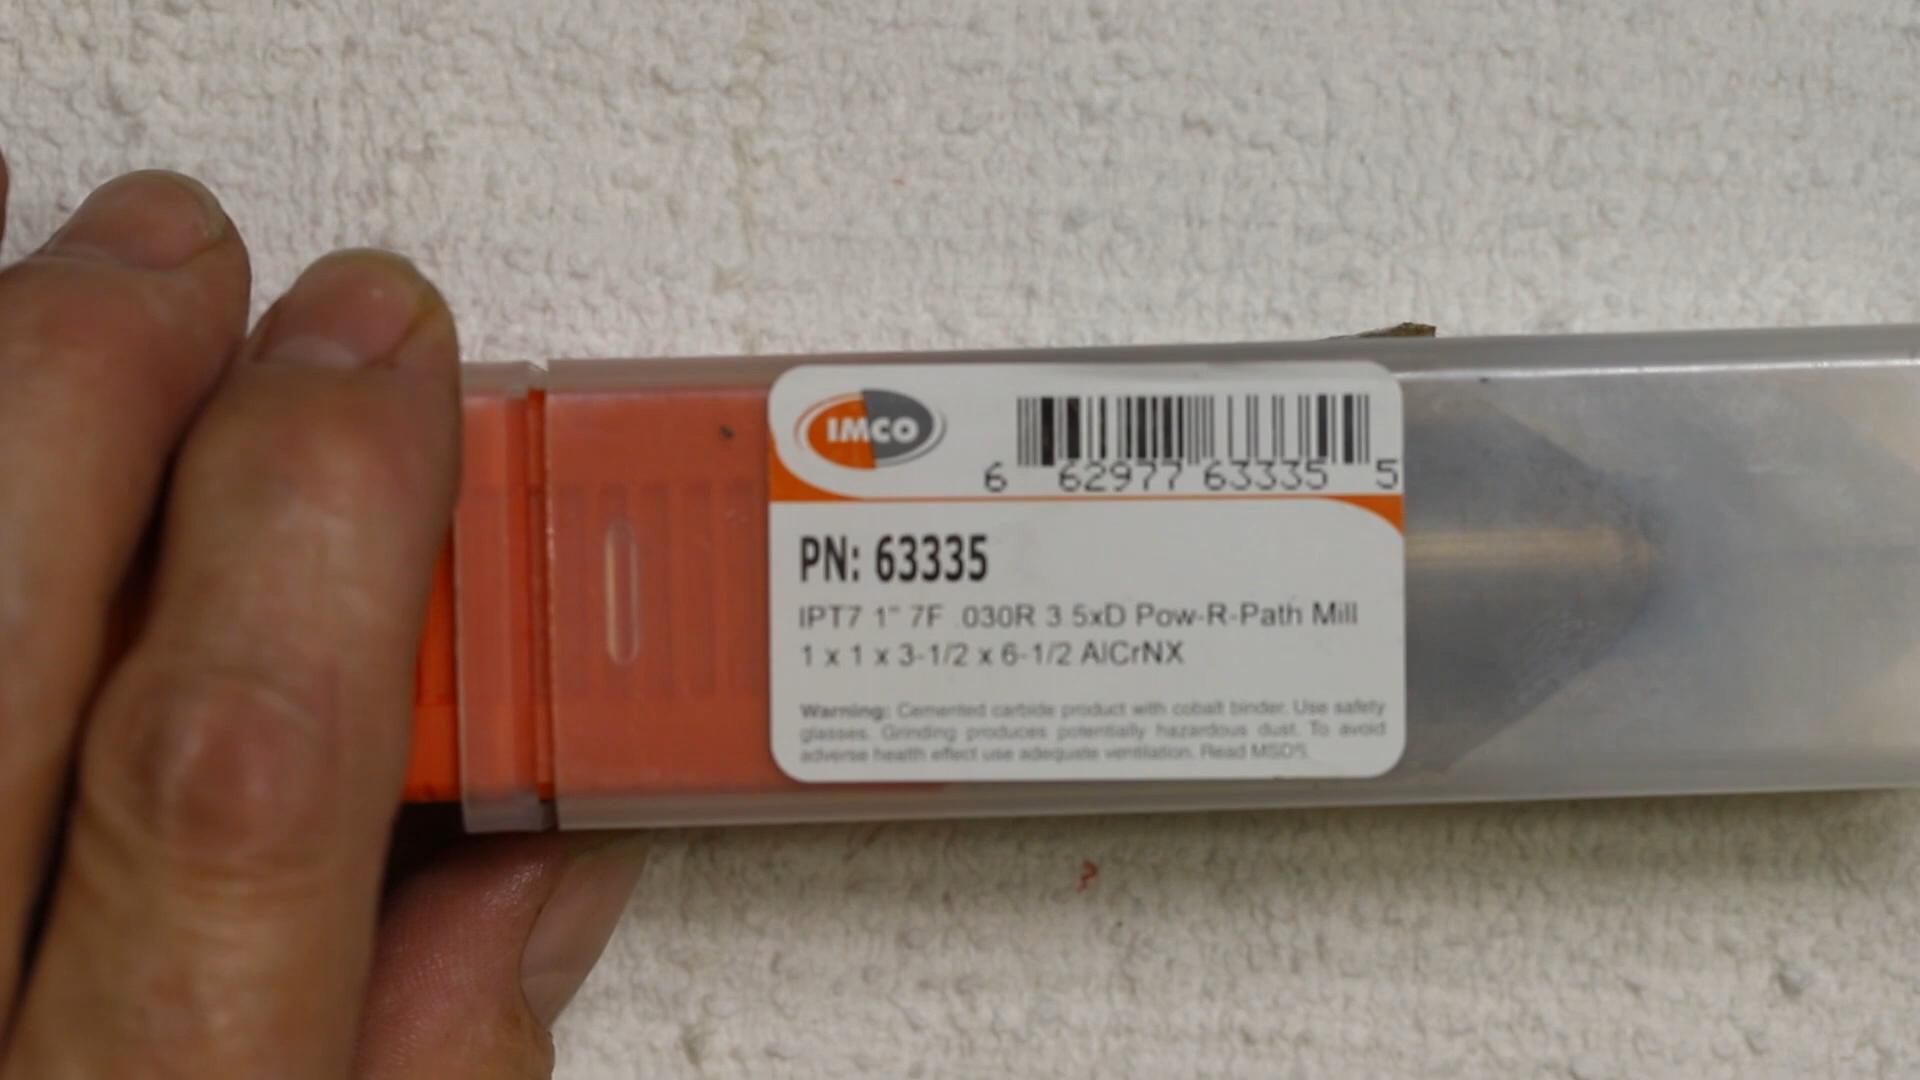 IMCO
6 62977 63335 5
PN: 63335
IPT7 1" 7F .030R 3.5xD Pow-R-Path Mill
1 x 1 x 3-1/2 x 6-1/2 AlCrNX
Warning: Cemented carbide product with cobalt binder. Use safety
glasses. Grinding produces potentially hazardous dust. To avoid
adverse health effect use adequate ventilation. Read MSDS.